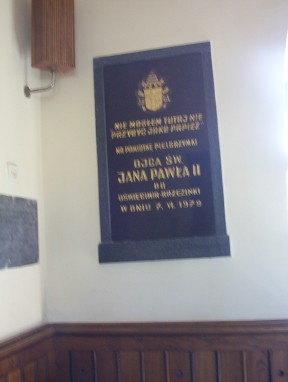 „NIE MOGŁEM TUTAJ NIE
PRZYBYĆ JAKO PAPIEŻ”
NA PAMIĄTKĘ PIELGRZYMKI
OJCA ŚW.
JANA PAWŁA II
DO
OŚWIĘCIMIA-BRZEZINKI
W DNIU 7. VI. 1979